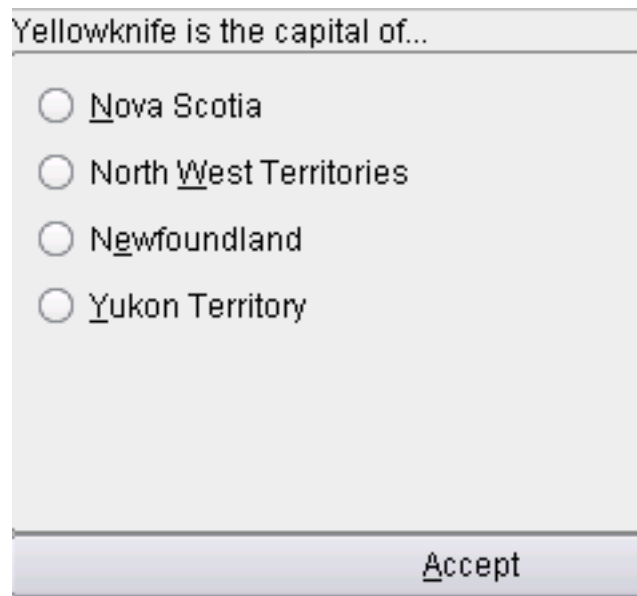 Yellowknife is the capital of...
Nova Scotia
North West Territories
Newfoundland
Yukon Territory
Accept